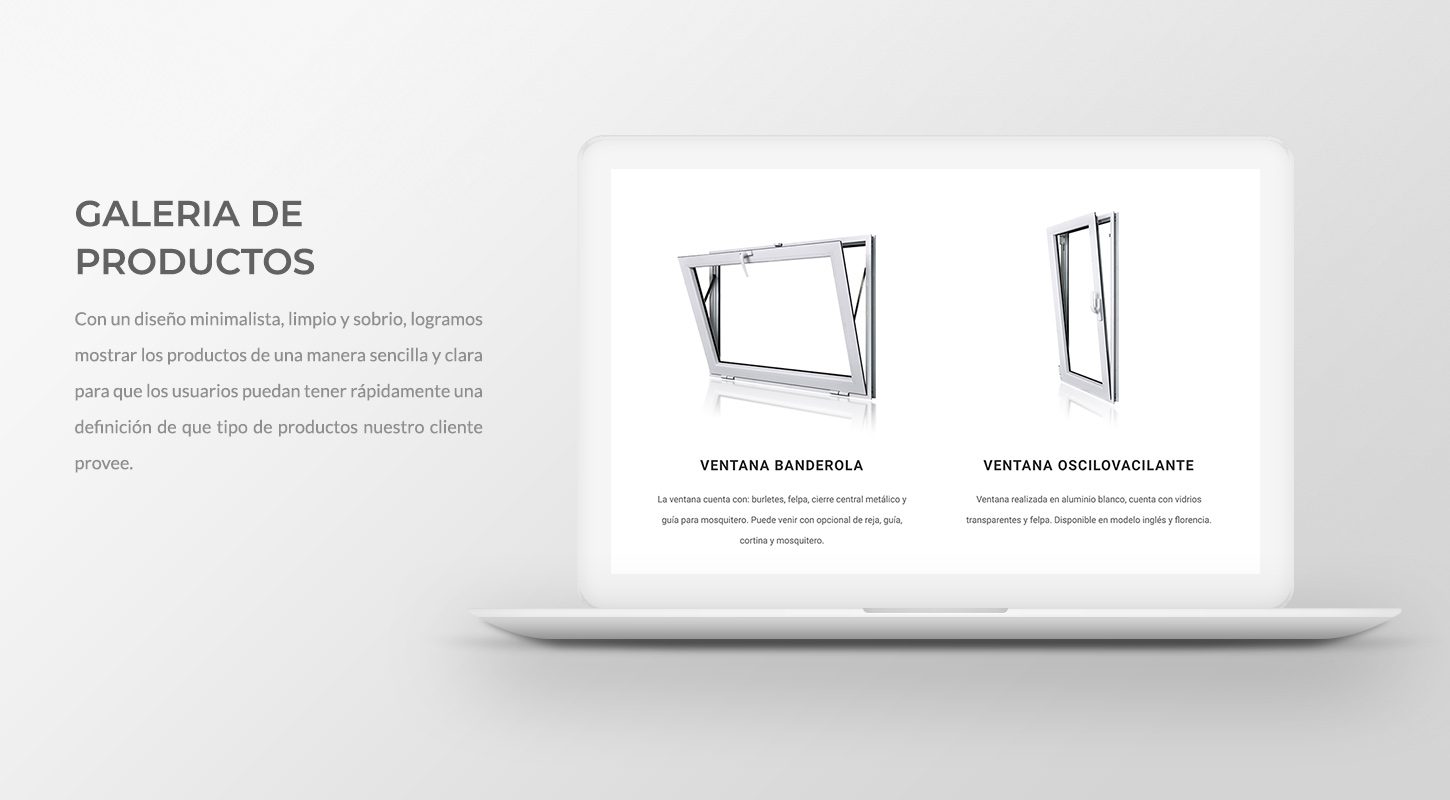 GALERIA DE
PRODUCTOS
Con un diseño minimalista, limpio y sobrio, logramos
mostrar los productos de una manera sencilla y clara
para que los usuarios puedan tener rápidamente una
definición de que tipo de productos nuestro cliente
provee.
VENTANA BANDEROLA
La ventana cuenta con: burletes, felpa, cierre central metálico y
guía para mosquitero. Puede venir con opcional de reja, guía,
cortina y mosquitero.
VENTANA OSCILOVACILANTE
Ventana realizada en aluminio blanco, cuenta con vidrios
transparentes y felpa. Disponible en modelo inglés y florencia.